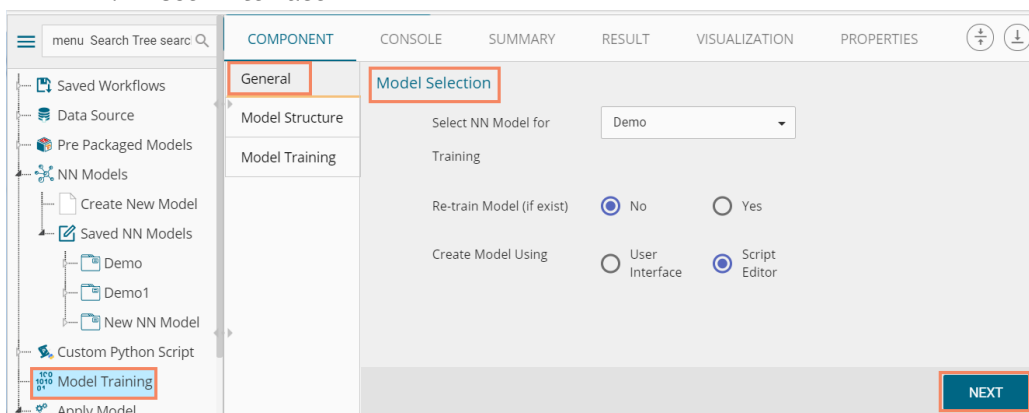 menu Search Tree searc
COMPONENT CONSOLE SUMMARY RESULT VISUALIZATION PROPERTIES
Saved Workflows
Data Source
Pre Packaged Models
NN Models
Create New Model
Saved NN Models
Demo
Demo1
New NN Model
Custom Python Script
Model Training
Apply Model
General
Model Structure
Model Training
Model Selection
Select NN Model for Demo
Training
Re-train Model (if exist) No Yes
Create Model Using User Interface Script Editor
NEXT